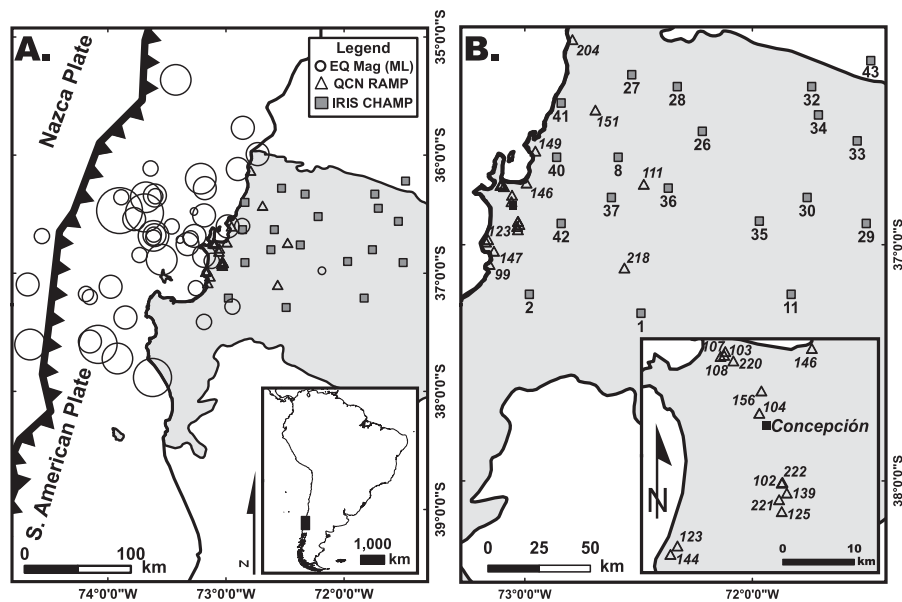 A.
Nazca Plate
S. American Plate
Legend
EQ Mag (ML)
QCN RAMP
IRIS CHAMP
35°0'0"S
36°0'0"S
37°0'0"S
38°0'0"S
39°0'0"S
0 100
km
N
1,000
km
74°0'0"W 73°0'0"W 72°0'0"W
B.
204
43
27
28
32
41
151
34
26
33
149
40
8
111
146
37
36
30
42
35
29
123
147
99
218
2
11
1
37°0'0"S
38°0'0"S
107
103
108
220
146
156
104
Concepción
222
102
139
221
125
123
144
N
0 10
km
0 25 50
km
73°0'0"W 72°0'0"W